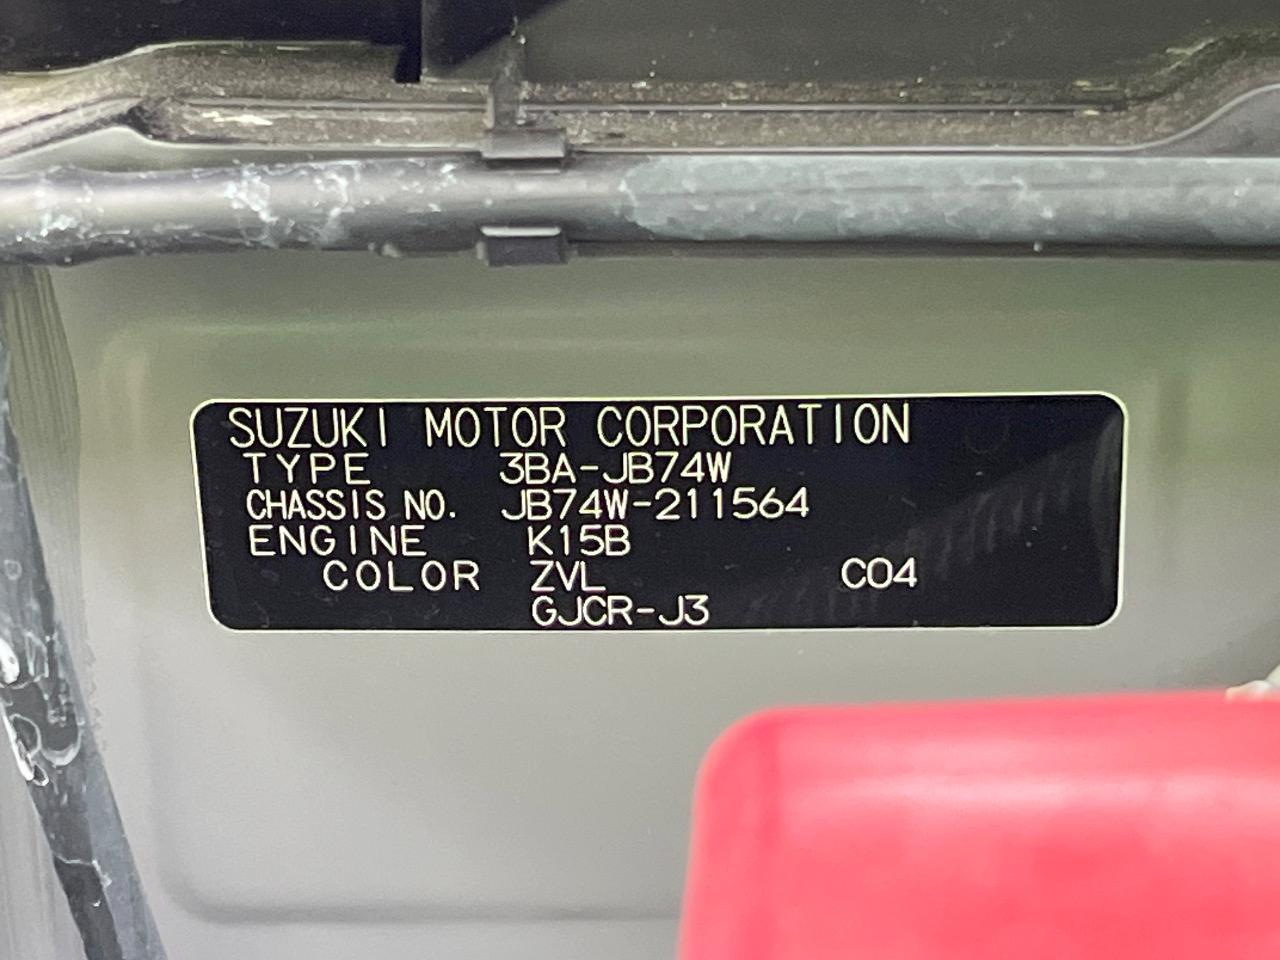 SUZUKI MOTOR CORPORATION
TYPE 3BA-JB74W
CHASSIS NO. JB74W-211564
ENGINE K15B
COLOR ZVL C04
GJCR-J3